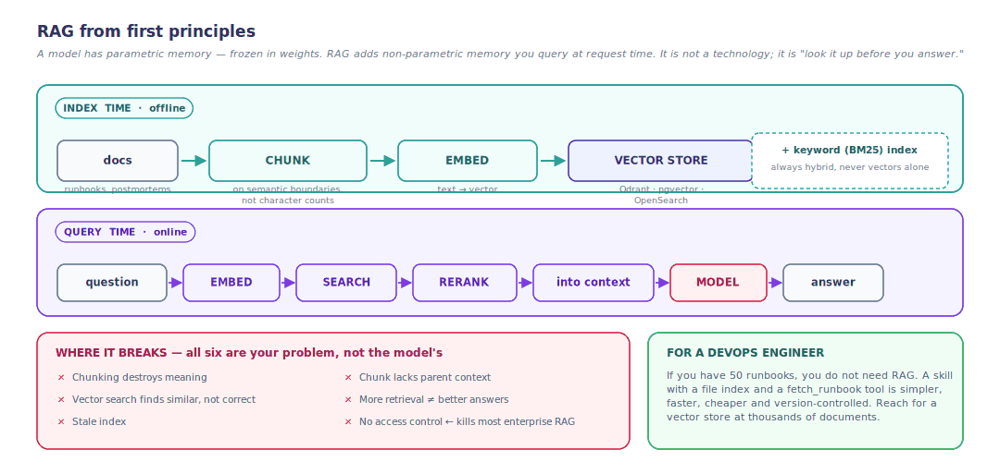 RAG from first principles
A model has parametric memory — frozen in weights. RAG adds non-parametric memory you query at request time. It is not a technology; it is "look it up before you answer."
INDEX TIME · offline
docs
CHUNK
EMBED
VECTOR STORE
+ keyword (BM25) index
always hybrid, never vectors alone
runbooks, postmortems
on semantic boundaries
not character counts
text → vector
Qdrant · pgvector ·
OpenSearch
QUERY TIME · online
question
EMBED
SEARCH
RERANK
into context
MODEL
answer
WHERE IT BREAKS — all six are your problem, not the model's
× Chunking destroys meaning
× Chunk lacks parent context
× Vector search finds similar, not correct
× More retrieval ≠ better answers
× Stale index
× No access control ← kills most enterprise RAG
FOR A DEVOPS ENGINEER
If you have 50 runbooks, you do not need RAG. A skill
with a file index and a fetch_runbook tool is simpler,
faster, cheaper and version-controlled. Reach for a
vector store at thousands of documents.